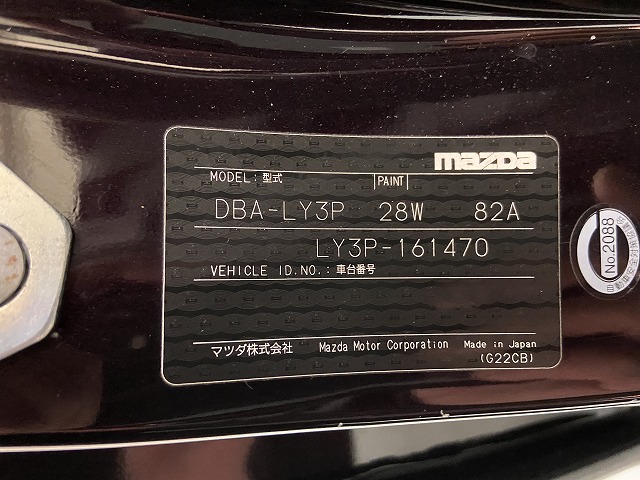 mazda
MODEL:型式 PAINT
DBA-LY3P 28W 82A
LY3P-161470
VEHICLE ID.NO.:車台番号
マツダ株式会社 Mazda Motor Corporation Made in Japan
(G22CB)
No.2088